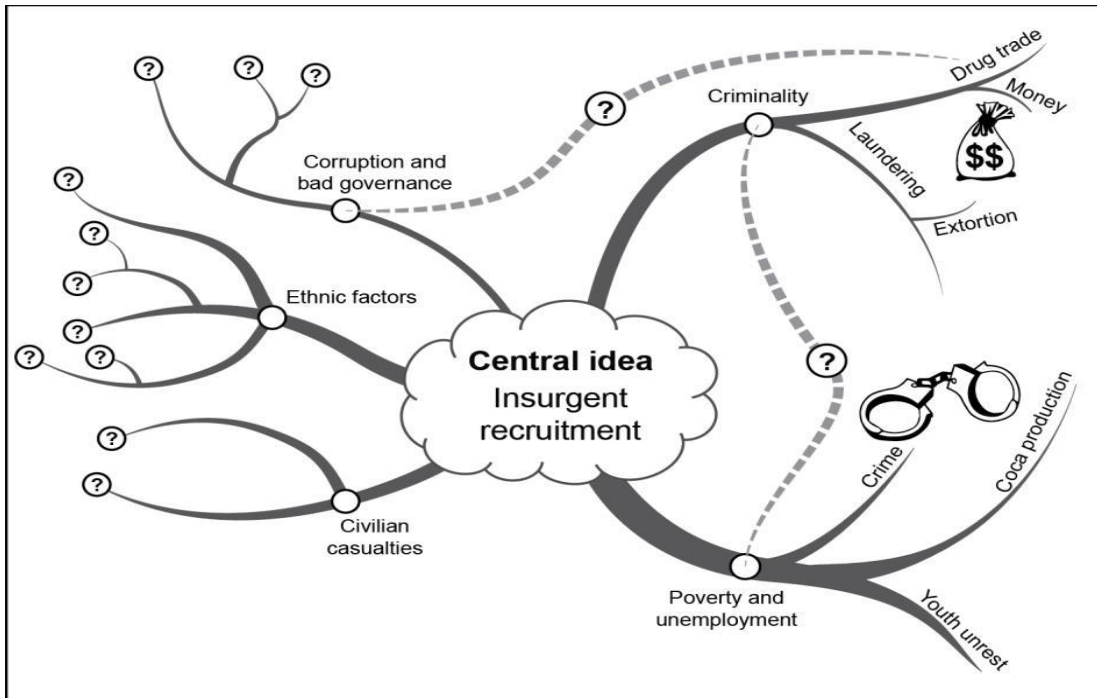 ?
?
?
Corruption and
bad governance
?
Criminality
Drug trade
Money
$$
Laundering
Extortion
?
?
?
?
?
?
Ethnic factors
Central idea
Insurgent
recruitment
?
?
?
Civilian
casualties
Crime
Coca production
Poverty and
unemployment
Youth unrest